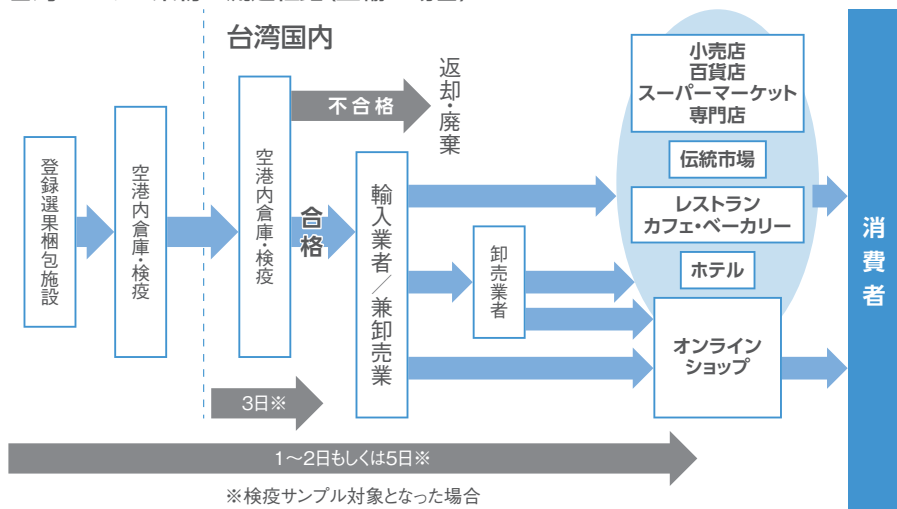 台湾国内
登録選果梱包施設
空港内倉庫・検疫
空港内倉庫・検疫
不合格
返却・廃棄
合格
輸入業者／兼卸売業
卸売業者
小売店
百貨店
スーパーマーケット
専門店
伝統市場
レストラン
カフェ・ベーカリー
ホテル
オンライン
ショップ
消費者
3日※
1〜2日もしくは5日※
※検疫サンプル対象となった場合